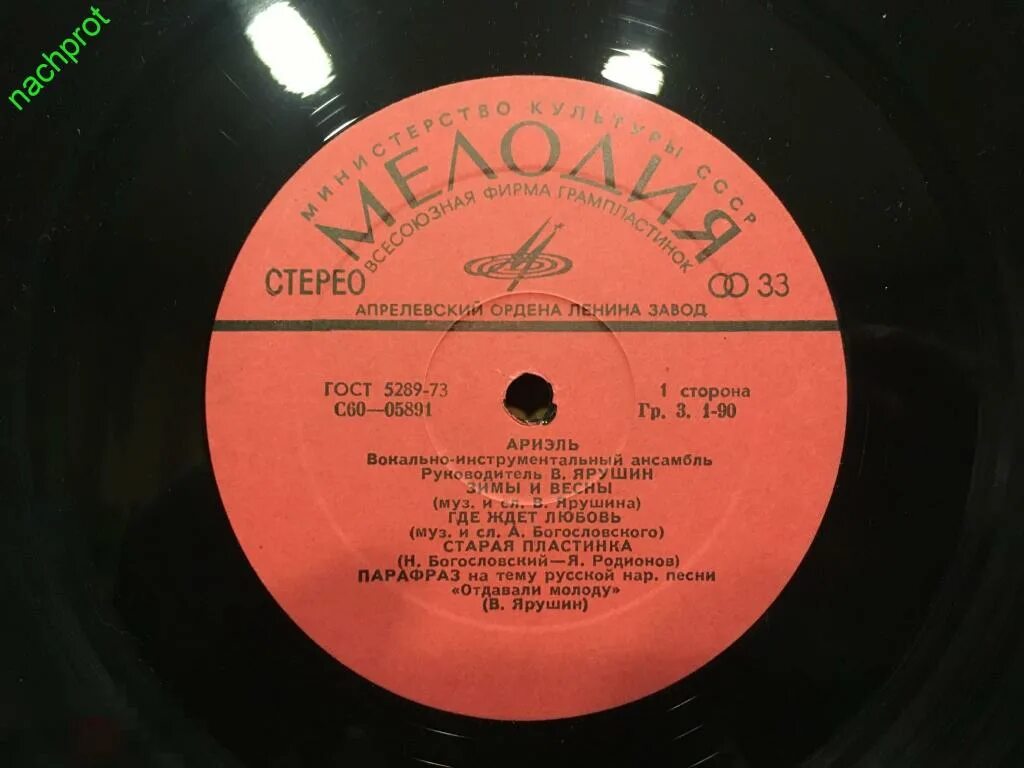 nachprot
МИНИСТЕРСТВО КУЛЬТУРЫ СССР
МЕЛОДИЯ
ВСЕСОЮЗНАЯ ФИРМА ГРАМПЛАСТИНОК
СТЕРЕО
33
АПРЕЛЕВСКИЙ ОРДЕНА ЛЕНИНА ЗАВОД
ГОСТ 5289-73
1 сторона
С60—05891
Гр. 3. 1-90
АРИЭЛЬ
Вокально-инструментальный ансамбль
Руководитель В. ЯРУШИН
ЗИМЫ И ВЕСНЫ
(муз. и сл. В. Ярушина)
ГДЕ ЖДЕТ ЛЮБОВЬ
(муз. и сл. А. Богословского)
СТАРАЯ ПЛАСТИНКА
(Н. Богословский—Я. Родионов)
ПАРАФРАЗ на тему русской нар. песни
«Отдавали молоду»
(В. Ярушин)